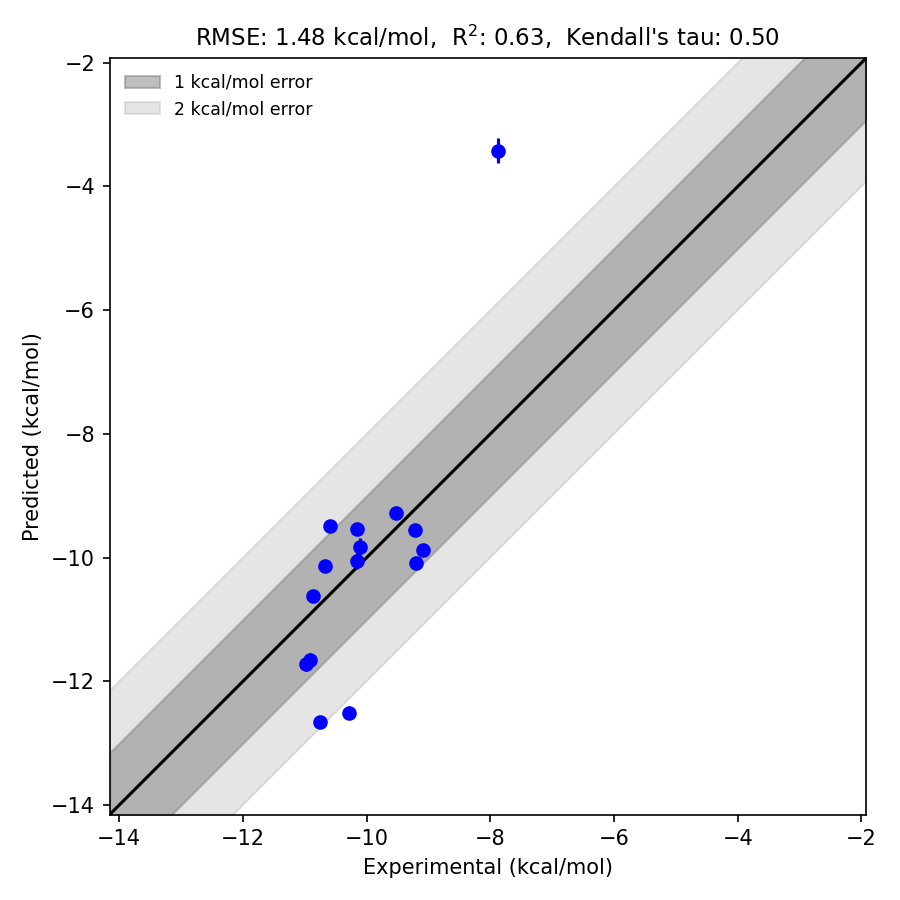 RMSE: 1.48 kcal/mol,  R²: 0.63,  Kendall's tau: 0.50
1 kcal/mol error
2 kcal/mol error
Predicted (kcal/mol)
−2
−4
−6
−8
−10
−12
−14
−14 −12 −10 −8 −6 −4 −2
Experimental (kcal/mol)